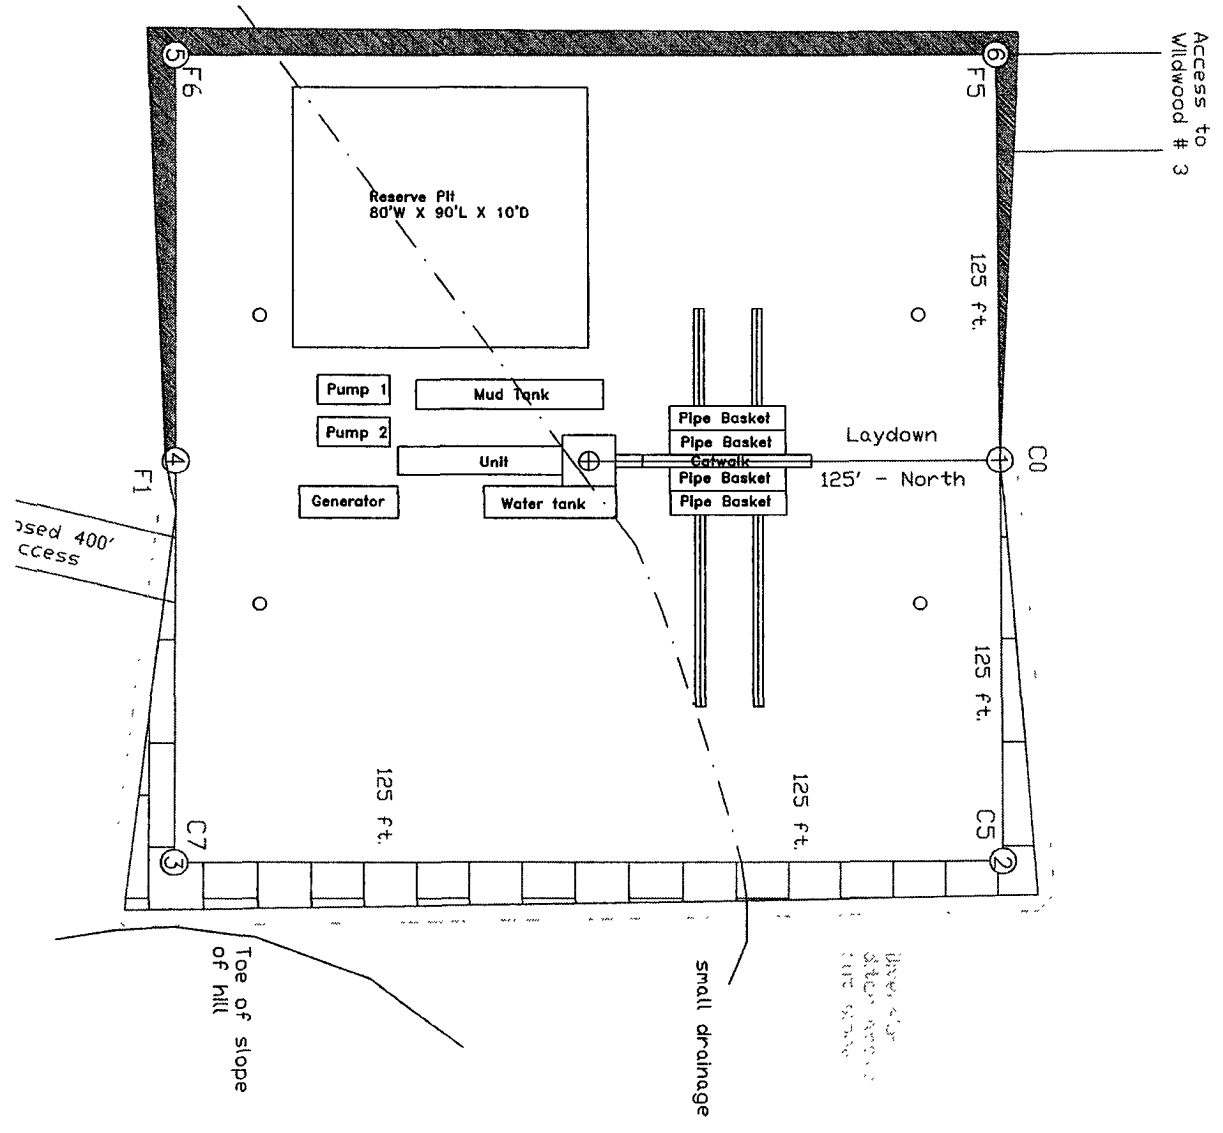 Access to
Wildwood # 3
5
F6
6
F5
Reserve Pit
80'W X 90'L X 10'D
125 ft.
Pump 1
Mud Tank
Pump 2
Unit
Generator
Water tank
Pipe Basket
Pipe Basket
Catwalk
Pipe Basket
Pipe Basket
Laydown
125' - North
1
C0
4
F1
osed 400'
ccess
125 ft.
125 ft.
125 ft.
C7
3
C5
2
Toe of slope
of hill
small drainage